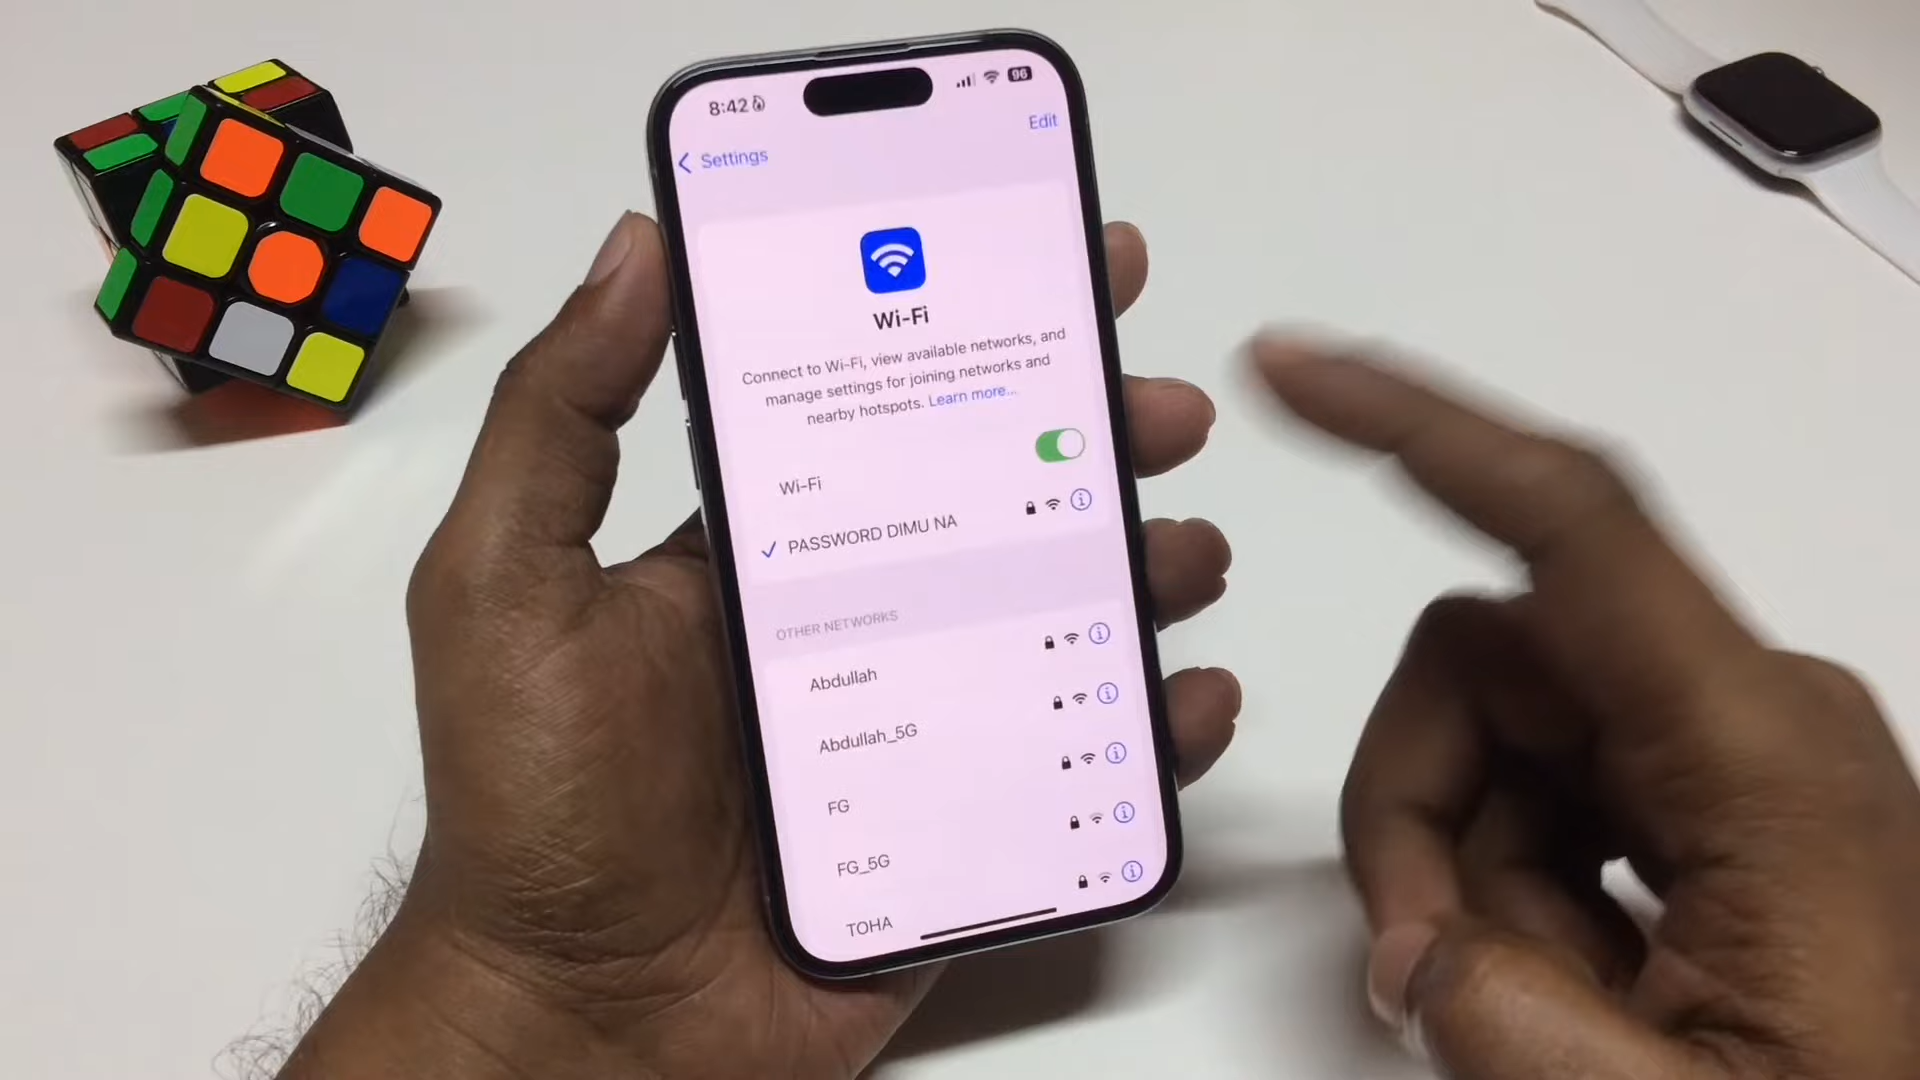 8:42
96
Edit
Settings
Wi-Fi
Connect to Wi-Fi, view available networks, and
manage settings for joining networks and
nearby hotspots. Learn more...
Wi-Fi
PASSWORD DIMU NA
OTHER NETWORKS
Abdullah
Abdullah_5G
FG
FG_5G
TOHA